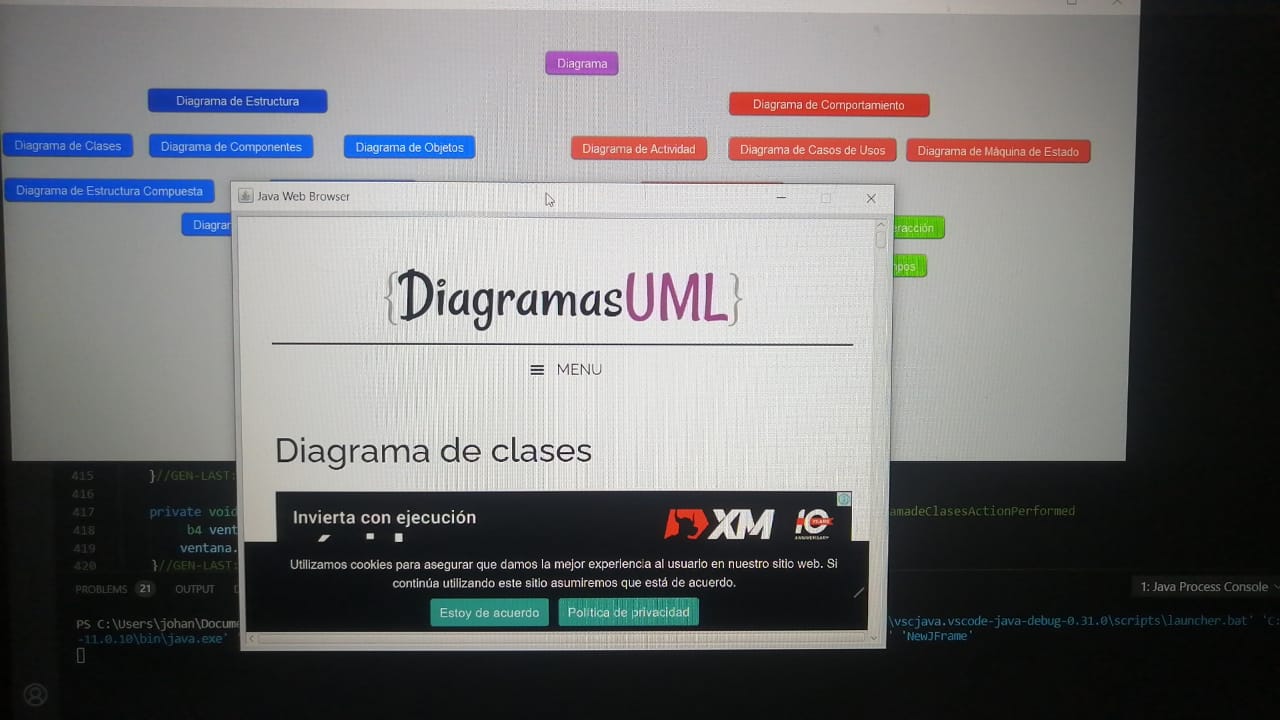 Diagrama
Diagrama de Estructura
Diagrama de Comportamiento
Diagrama de Clases
Diagrama de Componentes
Diagrama de Objetos
Diagrama de Actividad
Diagrama de Casos de Usos
Diagrama de Máquina de Estado
Diagrama de Estructura Compuesta
Java Web Browser
{DiagramasUML}
MENU
Diagrama de clases
Invierta con ejecución
XM
10
YEARS
ANNIVERSARY
Utilizamos cookies para asegurar que damos la mejor experiencia al usuario en nuestro sitio web. Si
continúa utilizando este sitio asumiremos que está de acuerdo.
Estoy de acuerdo
Política de privacidad
415 }//GEN-LAST:
416
417 private void amadeClasesActionPerformed
418 b4 vent
419 ventana.
420 }//GEN-LAST:
PROBLEMS 21 OUTPUT D
1: Java Process Console
PS C:\Users\johan\Docume \vscjava.vscode-java-debug-0.31.0\scripts\launcher.bat' 'C:
-11.0.10\bin\java.exe' ' 'NewJFrame'